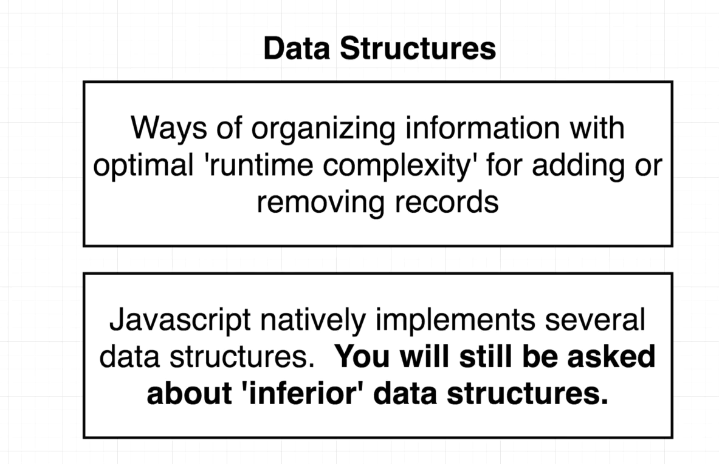 Data Structures
Ways of organizing information with
optimal 'runtime complexity' for adding or
removing records
Javascript natively implements several
data structures.  You will still be asked
about 'inferior' data structures.